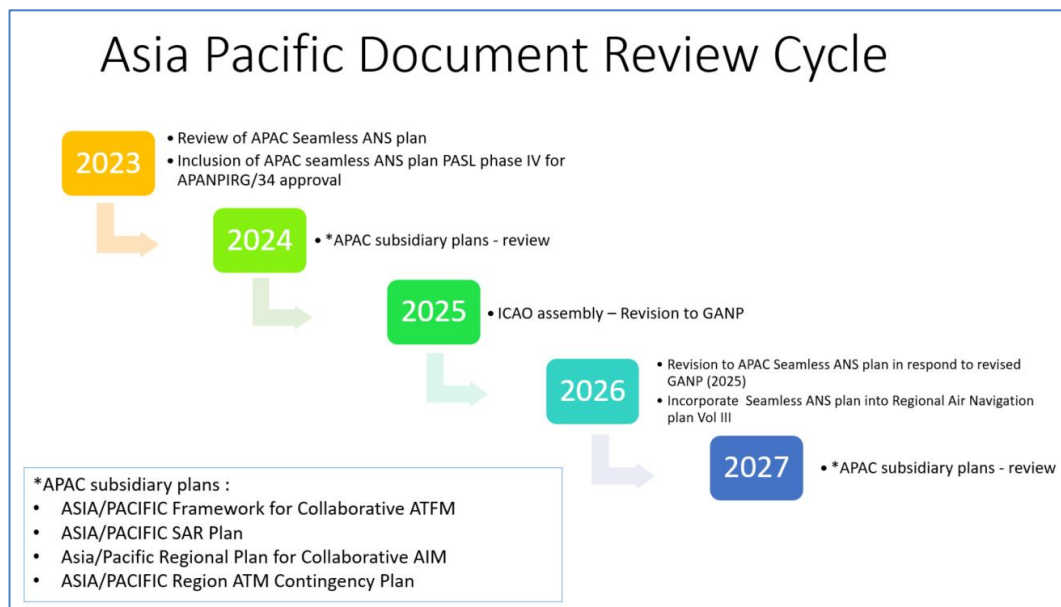 Asia Pacific Document Review Cycle
2023
• Review of APAC Seamless ANS plan
• Inclusion of APAC seamless ANS plan PASL phase IV for
APANPIRG/34 approval
2024
• *APAC subsidiary plans - review
2025
• ICAO assembly – Revision to GANP
2026
• Revision to APAC Seamless ANS plan in respond to revised
GANP (2025)
• Incorporate Seamless ANS plan into Regional Air Navigation
plan Vol III
2027
• *APAC subsidiary plans - review
*APAC subsidiary plans :
• ASIA/PACIFIC Framework for Collaborative ATFM
• ASIA/PACIFIC SAR Plan
• Asia/Pacific Regional Plan for Collaborative AIM
• ASIA/PACIFIC Region ATM Contingency Plan